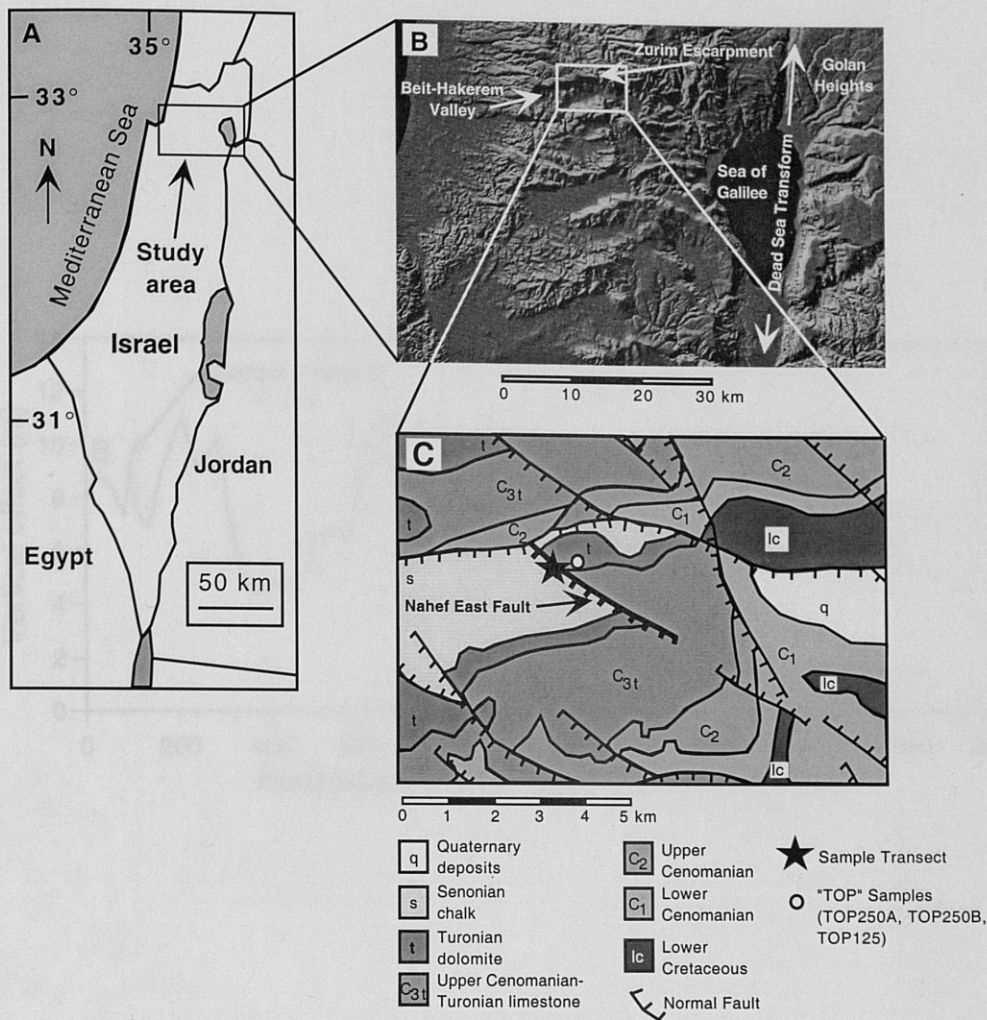 A
35°
33°
N
Mediterranean Sea
Study
area
Israel
31°
Jordan
Egypt
50 km
B
Zurim Escarpment
Golan
Heights
Beit-Hakerem
Valley
Sea of
Galilee
Dead Sea Transform
0 10 20 30 km
C
t
C2
C3t
C1
t
C2
t
lc
s
Nahef East Fault
q
C1
C3t
lc
t
C2
lc
0 1 2 3 4 5 km
q Quaternary
deposits
s Senonian
chalk
t Turonian
dolomite
C3t Upper Cenomanian-
Turonian limestone
C2 Upper
Cenomanian
C1 Lower
Cenomanian
lc Lower
Cretaceous
Normal Fault
Sample Transect
"TOP" Samples
(TOP250A, TOP250B,
TOP125)